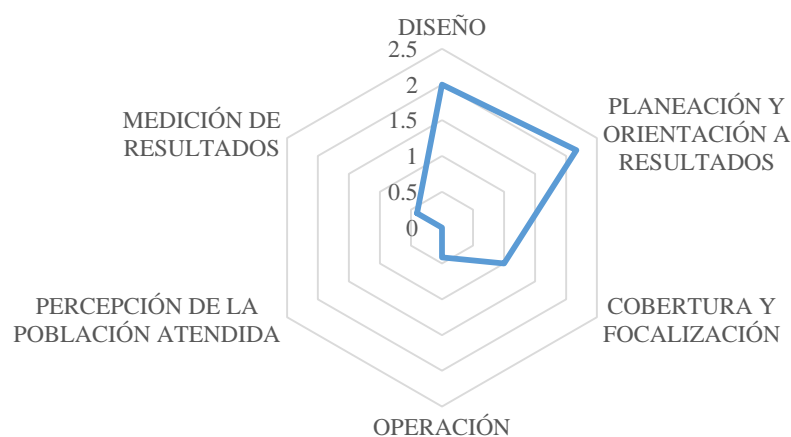 DISEÑO
2.5
2
1.5
1
0.5
0
PLANEACIÓN Y
ORIENTACIÓN A
RESULTADOS
COBERTURA Y
FOCALIZACIÓN
OPERACIÓN
PERCEPCIÓN DE LA
POBLACIÓN ATENDIDA
MEDICIÓN DE
RESULTADOS